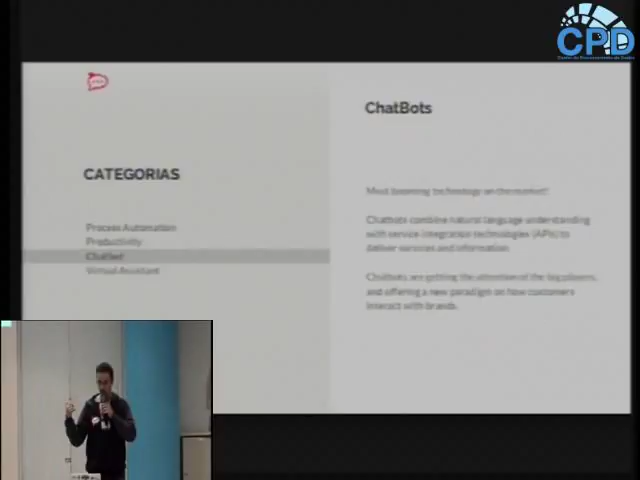 CPD
ChatBots
CATEGORIAS
Most booming technology on the market!
Process Automation
Productivity
ChatBot
Virtual Assistant
Chatbots combine natural language understanding
with service integration technologies (APIs) to
deliver services and information
Chatbots are getting the attention of the big players,
and offering a new paradigm on how customers
interact with brands.